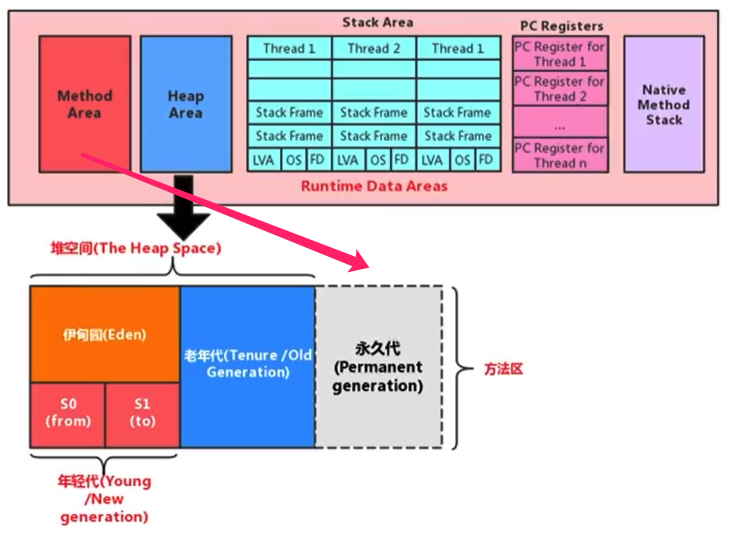 Stack Area
PC Registers
Method
Area
Heap
Area
Thread 1
Thread 2
Thread 1
Stack Frame
Stack Frame
Stack Frame
Stack Frame
Stack Frame
Stack Frame
LVA
OS
FD
LVA
OS
FD
LVA
OS
FD
PC Register for
Thread 1
PC Register for
Thread 2
...
PC Register for
Thread n
Native
Method
Stack
Runtime Data Areas
堆空间(The Heap Space)
伊甸园(Eden)
S0
(from)
S1
(to)
老年代(Tenure /Old
Generation)
永久代
(Permanent
generation)
方法区
年轻代(Young
/New
generation)